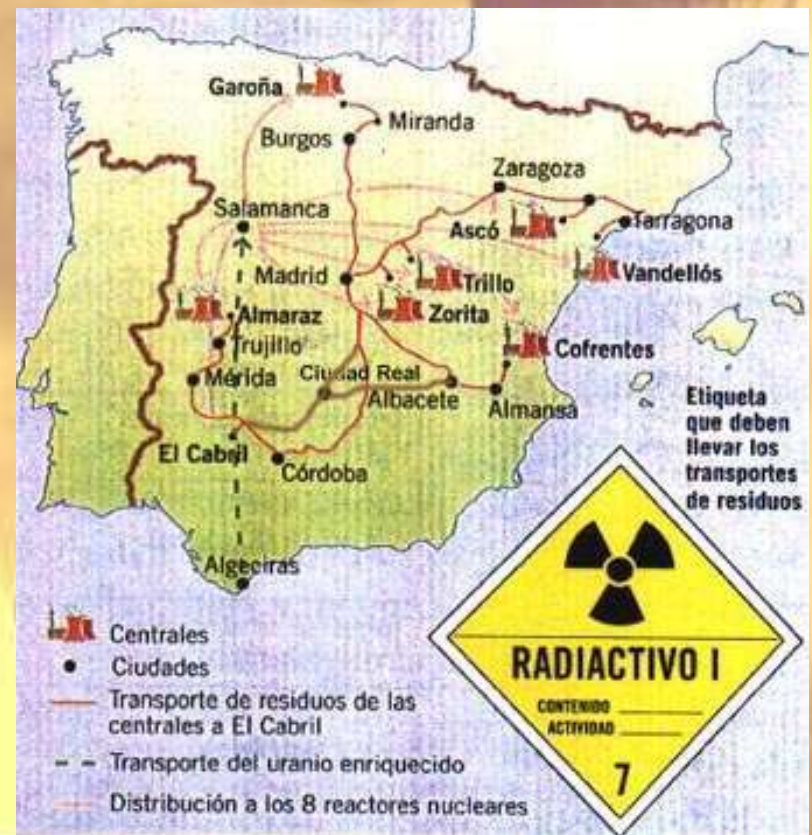 Garoña
Miranda
Burgos
Zaragoza
Salamanca
Ascó
Tarragona
Madrid
Trillo
Vandellós
Almaraz
Zorita
Trujillo
Cofrentes
Mérida
Ciudad Real
Albacete
Almansa
El Cabril
Córdoba
Algeciras
Etiqueta
que deben
llevar los
transportes
de residuos
RADIACTIVO I
CONTENIDO
ACTIVIDAD
7
Centrales
Ciudades
Transporte de residuos de las
centrales a El Cabril
Transporte del uranio enriquecido
Distribución a los 8 reactores nucleares